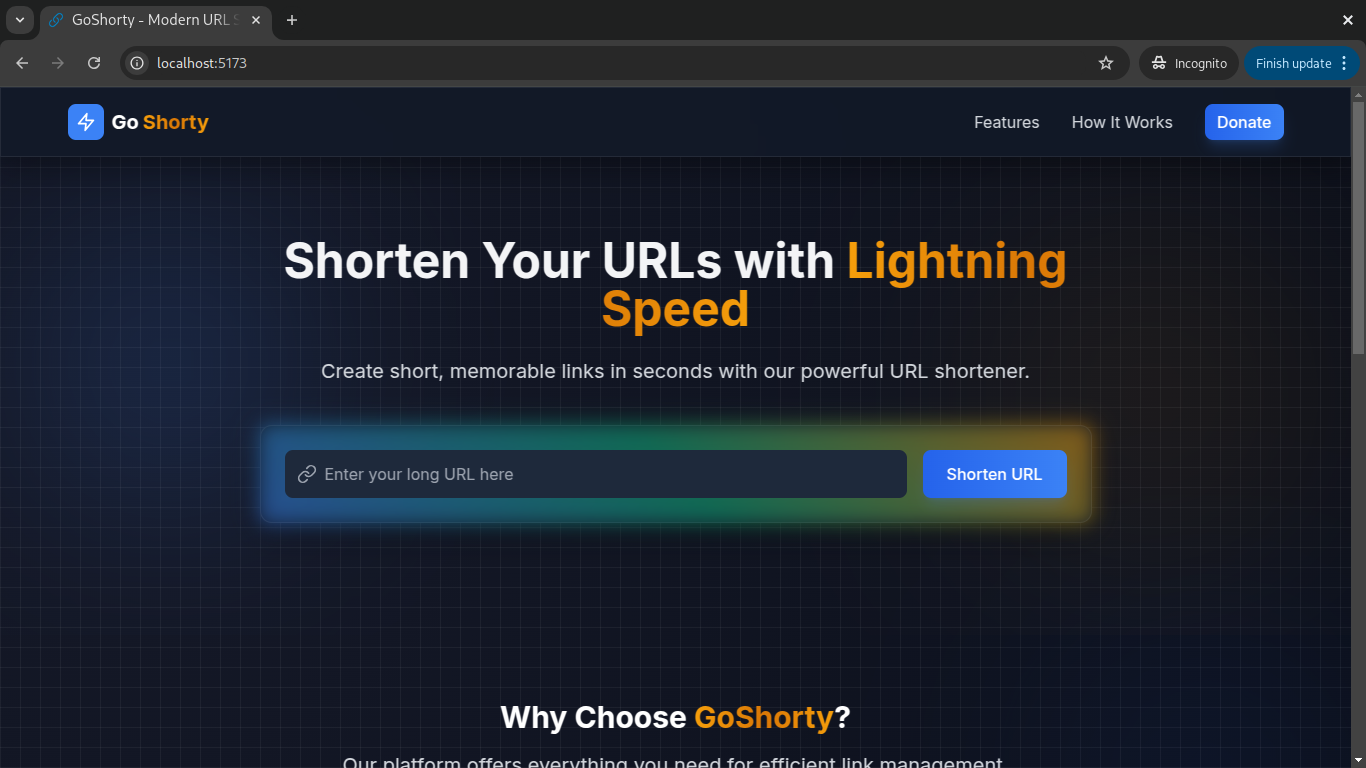 GoShorty - Modern URL
localhost:5173
Incognito
Finish update
Go Shorty
Features
How It Works
Donate
Shorten Your URLs with Lightning
Speed
Create short, memorable links in seconds with our powerful URL shortener.
Enter your long URL here
Shorten URL
Why Choose GoShorty?
Our platform offers everything you need for efficient link management